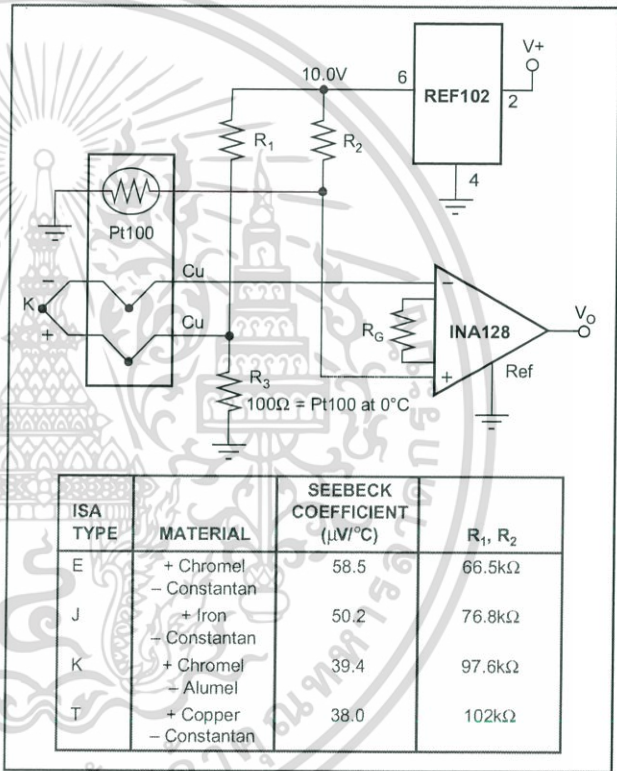 V+
10.0V
6
REF102
2
R1
R2
4
Pt100
Cu
K
−
+
Cu
RG
−
INA128
+
VO
Ref
R3
100Ω = Pt100 at 0°C
ISA TYPE MATERIAL SEEBECK COEFFICIENT (μV/°C) R1, R2
E + Chromel − Constantan 58.5 66.5kΩ
J + Iron − Constantan 50.2 76.8kΩ
K + Chromel − Alumel 39.4 97.6kΩ
T + Copper − Constantan 38.0 102kΩ